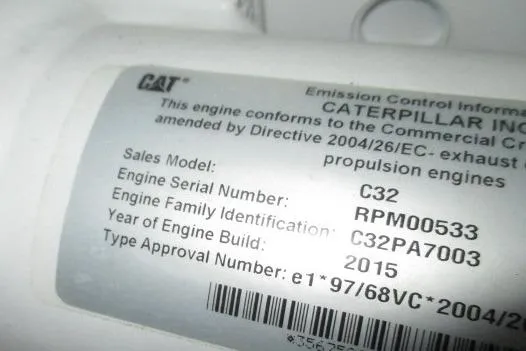 CAT®
Emission Control Informa
CATERPILLAR INC
This engine conforms to the Commercial Cr
amended by Directive 2004/26/EC- exhaust
propulsion engines
Sales Model: C32
Engine Serial Number: RPM00533
Engine Family Identification: C32PA7003
Year of Engine Build: 2015
Type Approval Number: e1*97/68VC*2004/2